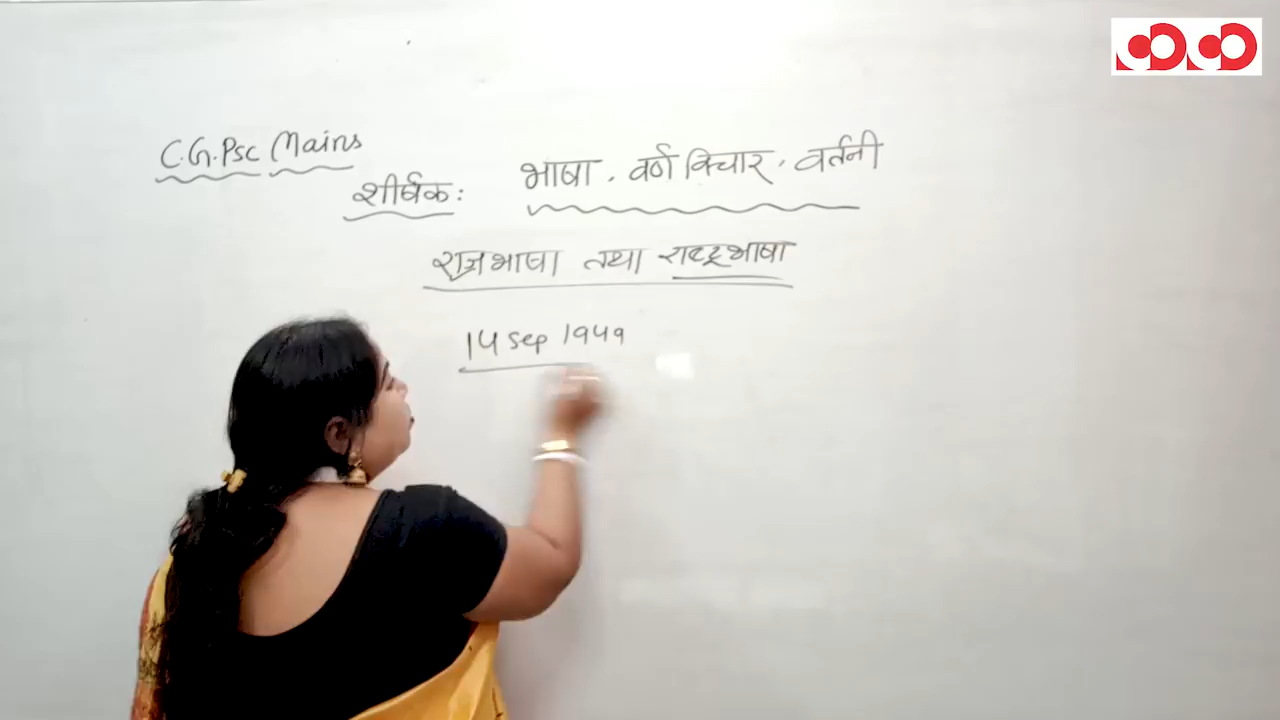 C.G.Psc Mains
शीर्षक: भाषा, वर्ण विचार, वर्तनी
राजभाषा तथा राष्ट्रभाषा
14 Sep 1949